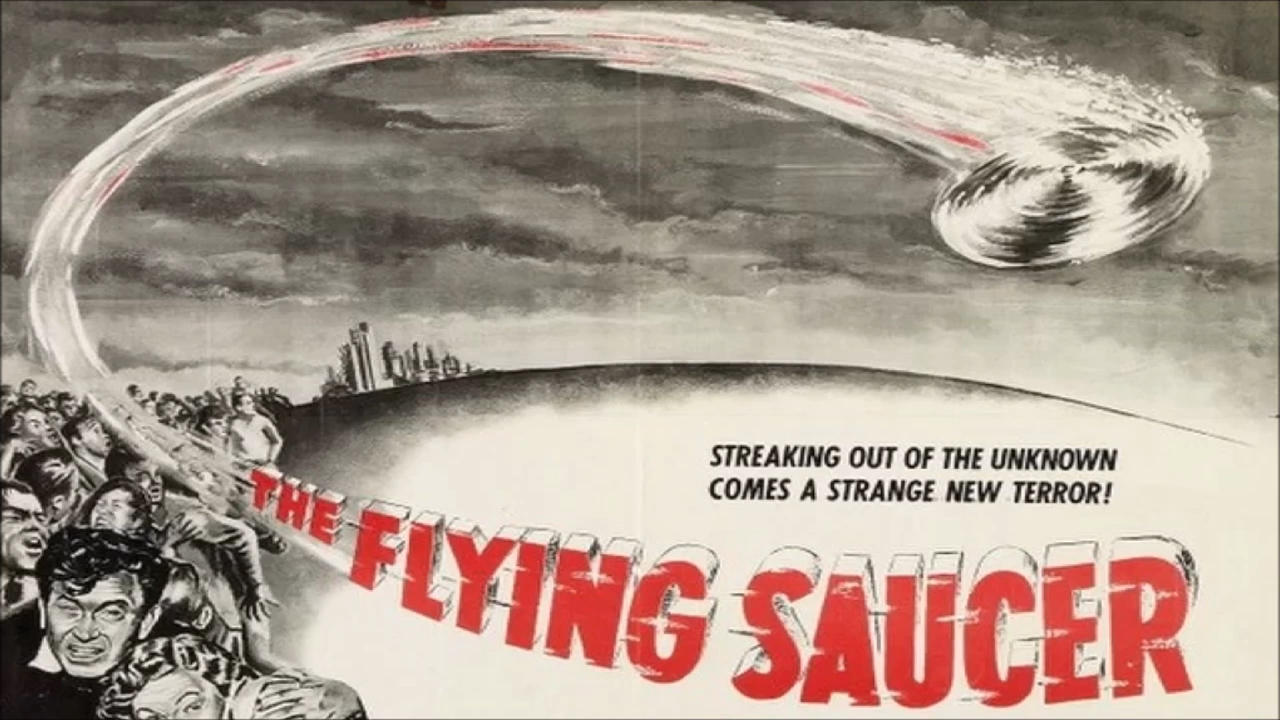 STREAKING OUT OF THE UNKNOWN
COMES A STRANGE NEW TERROR!
THE FLYING SAUCER